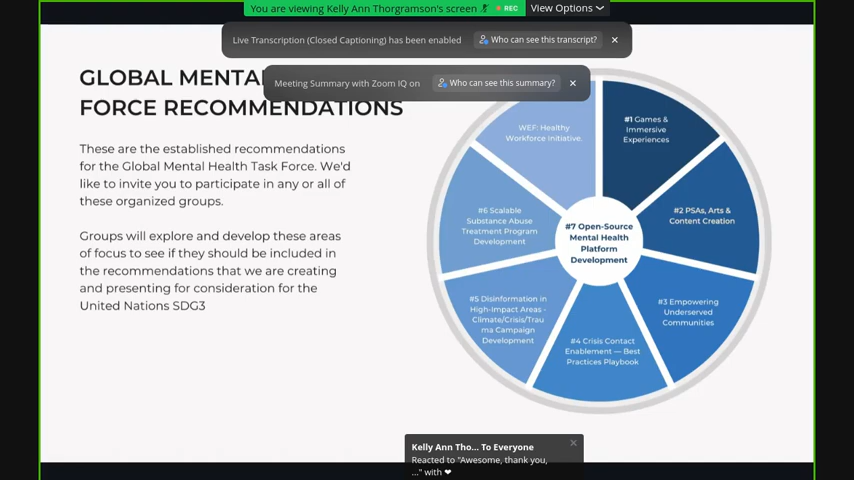 You are viewing Kelly Ann Thorgramson's screen
REC
View Options
Live Transcription (Closed Captioning) has been enabled
Who can see this transcript?
Meeting Summary with Zoom IQ on
Who can see this summary?
GLOBAL MENTA
FORCE RECOMMENDATIONS
These are the established recommendations
for the Global Mental Health Task Force. We'd
like to invite you to participate in any or all of
these organized groups.
Groups will explore and develop these areas
of focus to see if they should be included in
the recommendations that we are creating
and presenting for consideration for the
United Nations SDG3
WEF: Healthy
Workforce Initiative.
#1 Games &
Immersive
Experiences
#2 PSAs, Arts &
Content Creation
#3 Empowering
Underserved
Communities
#4 Crisis Contact
Enablement — Best
Practices Playbook
#5 Disinformation in
High-Impact Areas -
Climate/Crisis/Trau
ma Campaign
Development
#6 Scalable
Substance Abuse
Treatment Program
Development
#7 Open-Source
Mental Health
Platform
Development
Kelly Ann Tho... To Everyone
Reacted to "Awesome, thank you,
..." with ❤